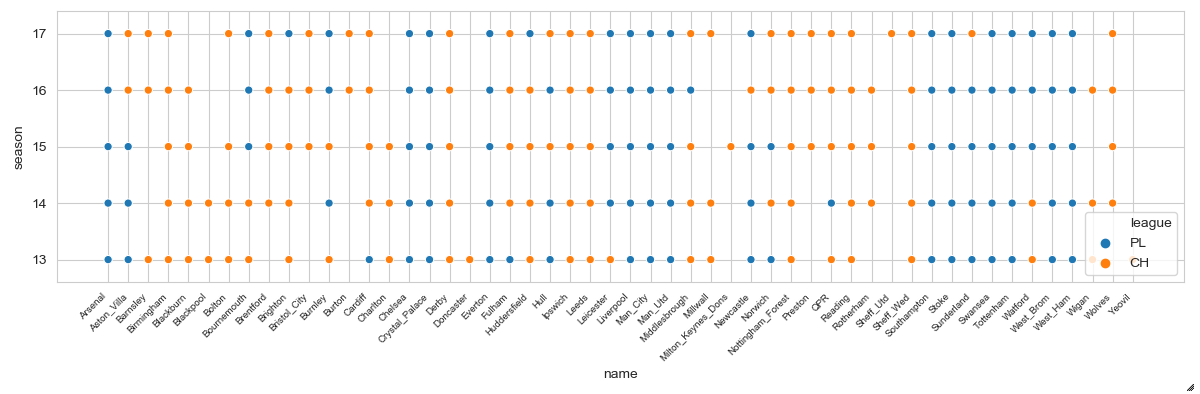 season
17
16
15
14
13
league
PL
CH
Arsenal
Aston_Villa
Barnsley
Birmingham
Blackburn
Blackpool
Bolton
Bournemouth
Brentford
Brighton
Bristol_City
Burnley
Burton
Cardiff
Charlton
Chelsea
Crystal_Palace
Derby
Doncaster
Everton
Fulham
Huddersfield
Hull
Ipswich
Leeds
Leicester
Liverpool
Man_City
Man_Utd
Middlesbrough
Millwall
Milton_Keynes_Dons
Newcastle
Norwich
Nottingham_Forest
Preston
QPR
Reading
Rotherham
Sheff_Utd
Sheff_Wed
Southampton
Stoke
Sunderland
Swansea
Tottenham
Watford
West_Brom
West_Ham
Wigan
Wolves
Yeovil
name